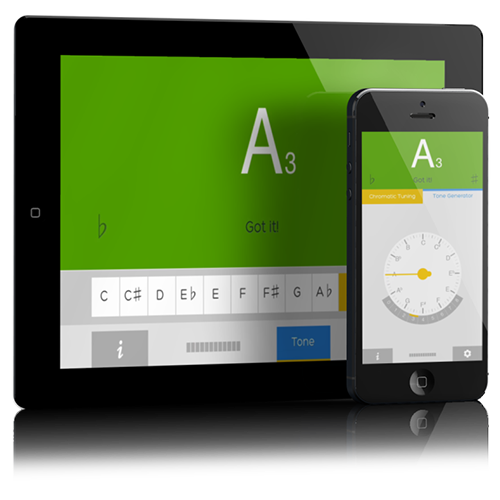 A3
♭
Got it!
C C♯ D E♭ E F F♯ G A♭
i
Tone
A3
♭ ♯
Got it!
Chromatic Tuning Tone Generator
i